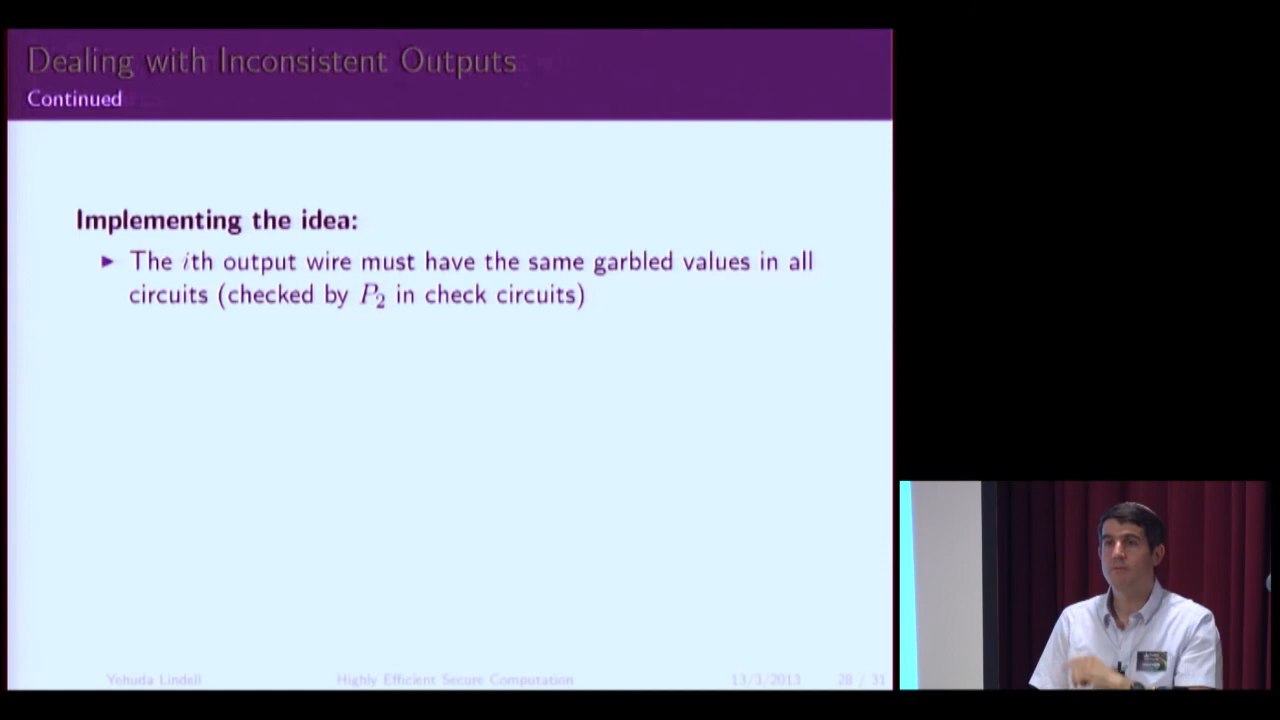 Dealing with Inconsistent Outputs
Continued
Implementing the idea:
▶ The ith output wire must have the same garbled values in all
circuits (checked by P₂ in check circuits)
Yehuda Lindell Highly Efficient Secure Computation 13/3/2013 28 / 31